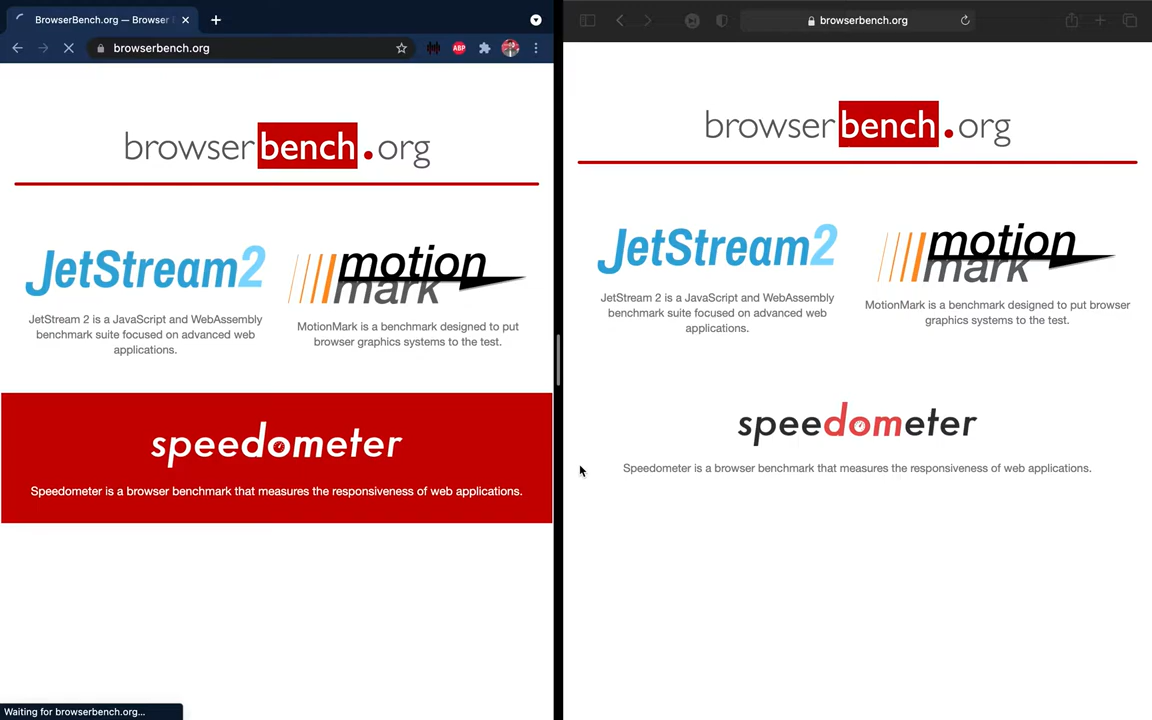 BrowserBench.org — Browser
browserbench.org
ABP
browserbench.org
JetStream2
JetStream 2 is a JavaScript and WebAssembly
benchmark suite focused on advanced web
applications.
motion
mark
MotionMark is a benchmark designed to put
browser graphics systems to the test.
speedometer
Speedometer is a browser benchmark that measures the responsiveness of web applications.
Waiting for browserbench.org...
browserbench.org
browserbench.org
JetStream2
JetStream 2 is a JavaScript and WebAssembly
benchmark suite focused on advanced web
applications.
motion
mark
MotionMark is a benchmark designed to put browser
graphics systems to the test.
speedometer
Speedometer is a browser benchmark that measures the responsiveness of web applications.